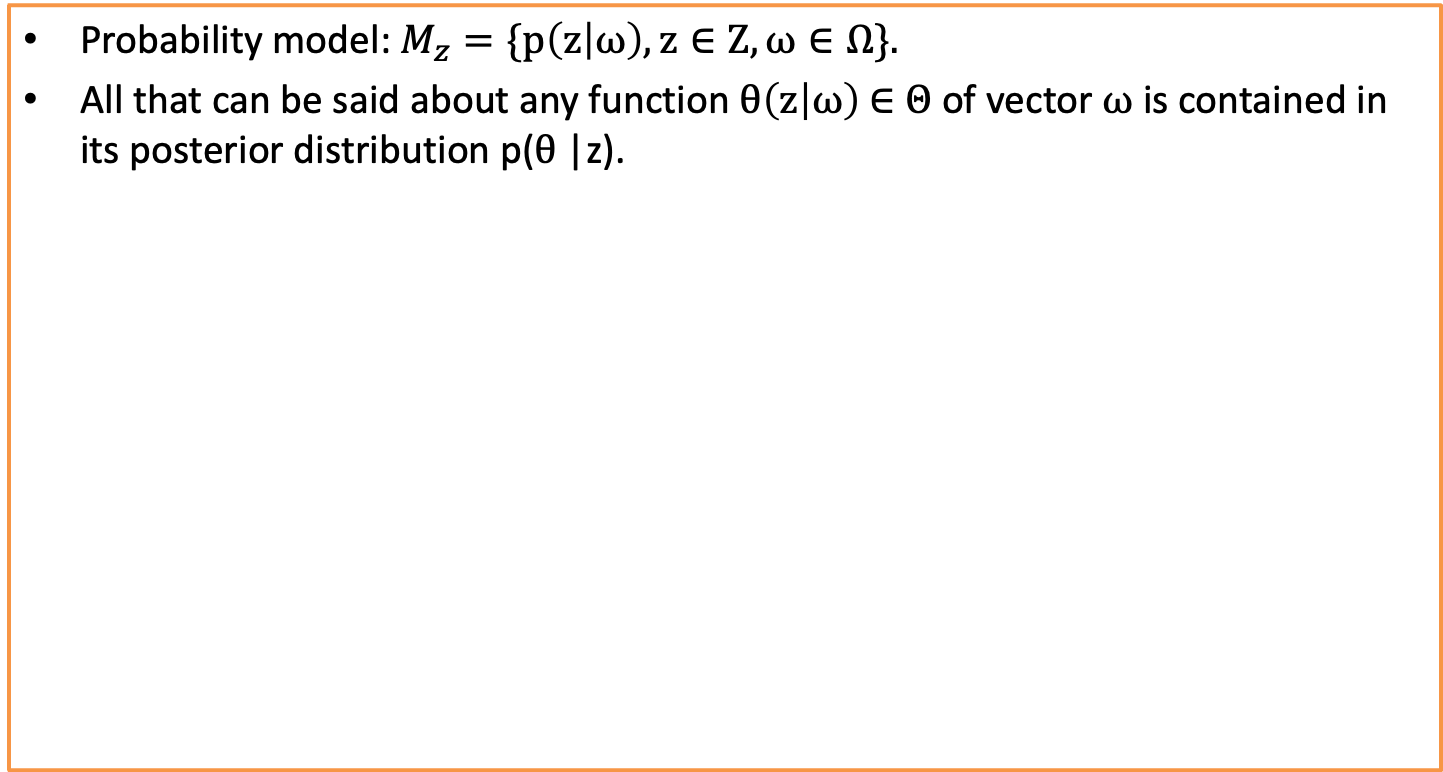 • Probability model: M_z = {p(z|ω), z ∈ Z, ω ∈ Ω}.
• All that can be said about any function θ(z|ω) ∈ Θ of vector ω is contained in
its posterior distribution p(θ |z).